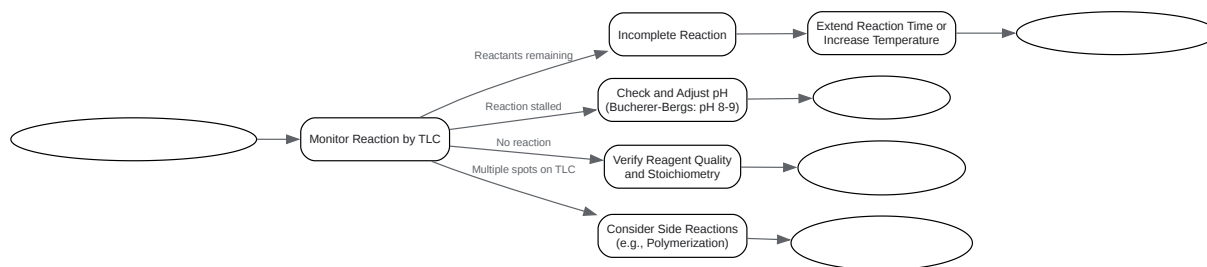 Monitor Reaction by TLC
Reactants remaining
Reaction stalled
No reaction
Multiple spots on TLC
Incomplete Reaction
Extend Reaction Time or
Increase Temperature
Check and Adjust pH
(Bucherer-Bergs: pH 8-9)
Verify Reagent Quality
and Stoichiometry
Consider Side Reactions
(e.g., Polymerization)